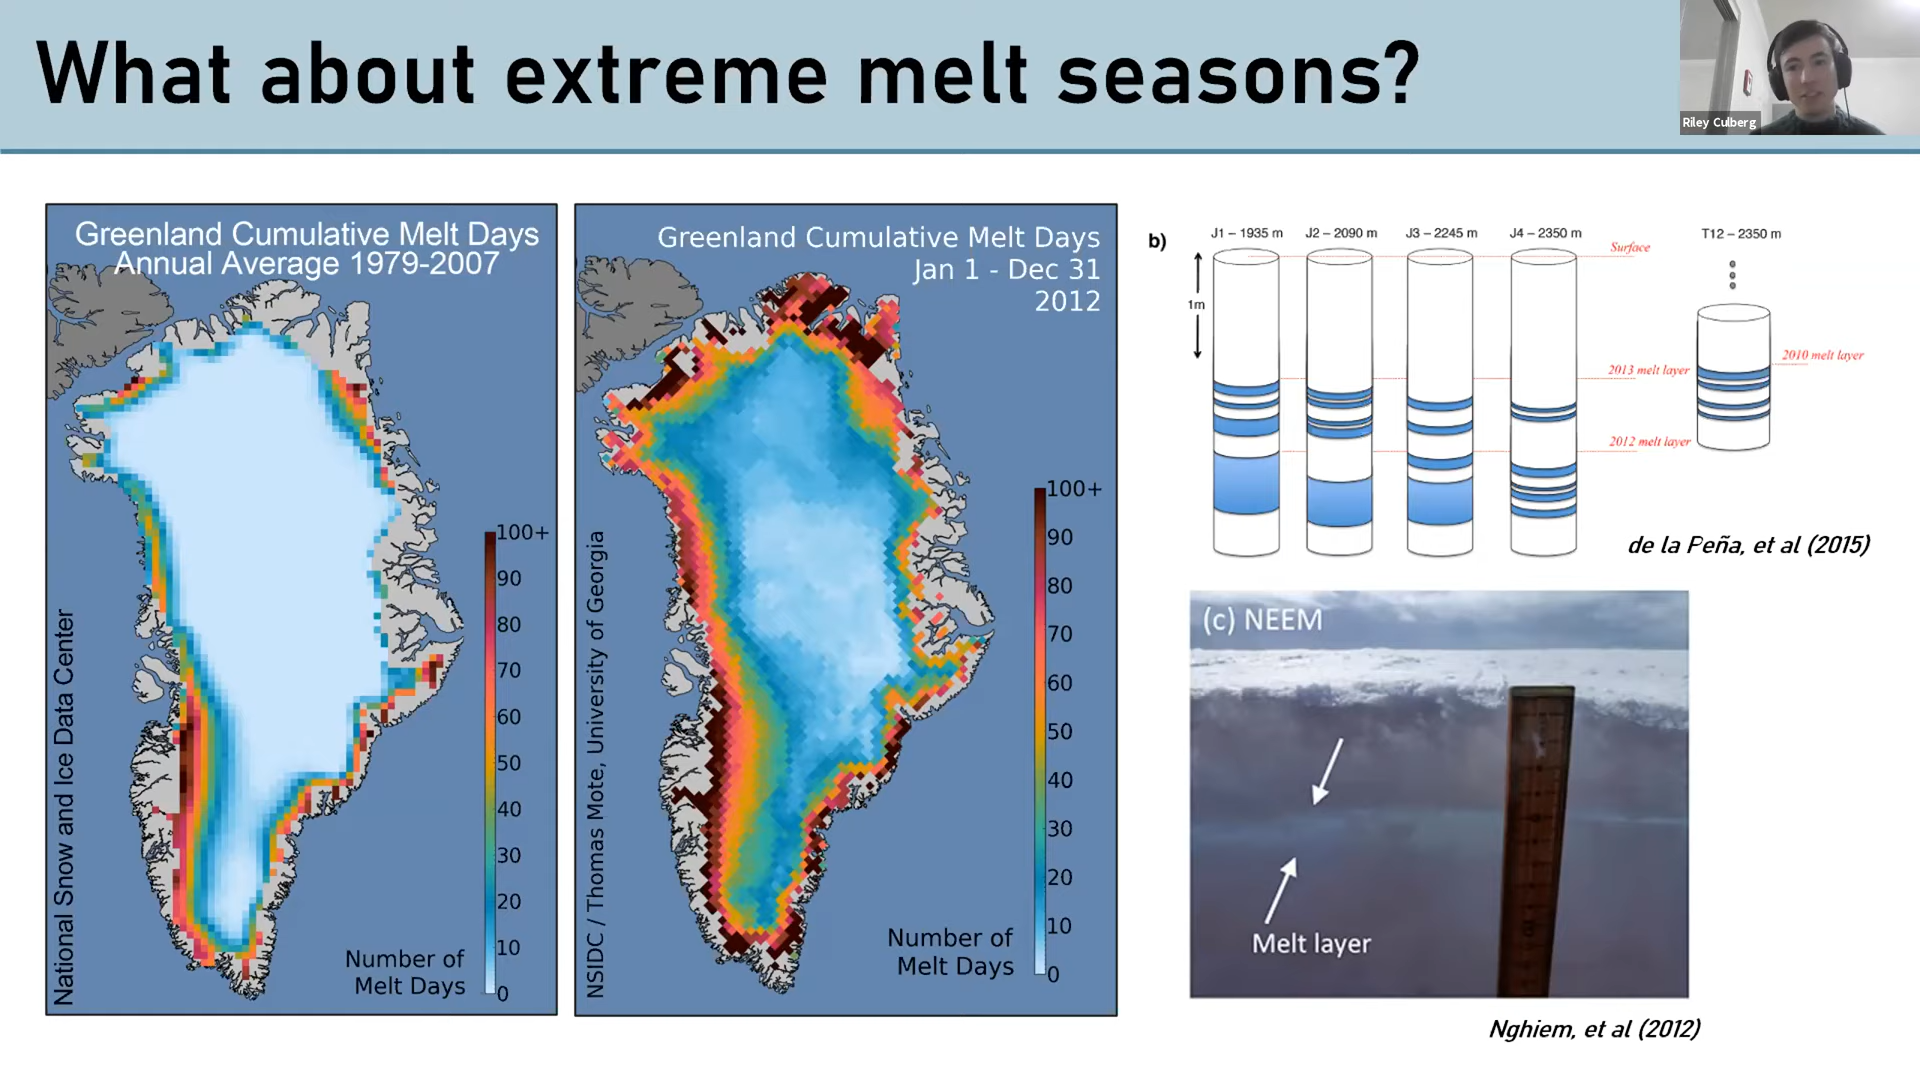 What about extreme melt seasons?
Riley Culberg
Greenland Cumulative Melt Days
Annual Average 1979-2007
National Snow and Ice Data Center
100+
90
80
70
60
50
40
30
20
10
0
Number of
Melt Days
Greenland Cumulative Melt Days
Jan 1 - Dec 31
2012
NSIDC / Thomas Mote, University of Georgia
100+
90
80
70
60
50
40
30
20
10
0
Number of
Melt Days
b)
J1 – 1935 m
J2 – 2090 m
J3 – 2245 m
J4 – 2350 m
T12 – 2350 m
Surface
1m
2010 melt layer
2013 melt layer
2012 melt layer
de la Peña, et al (2015)
(c) NEEM
Melt layer
Nghiem, et al (2012)